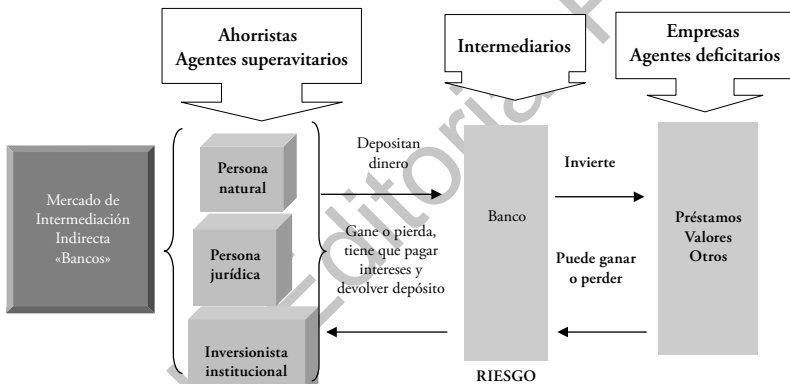 Ahorristas
Agentes superavitarios
Intermediarios
Empresas
Agentes deficitarios
Mercado de
Intermediación
Indirecta
«Bancos»
Persona
natural
Persona
jurídica
Inversionista
institucional
Depositan
dinero
Gane o pierda,
tiene que pagar
intereses y
devolver depósito
Banco
RIESGO
Invierte
Puede ganar
o perder
Préstamos
Valores
Otros
Editoria